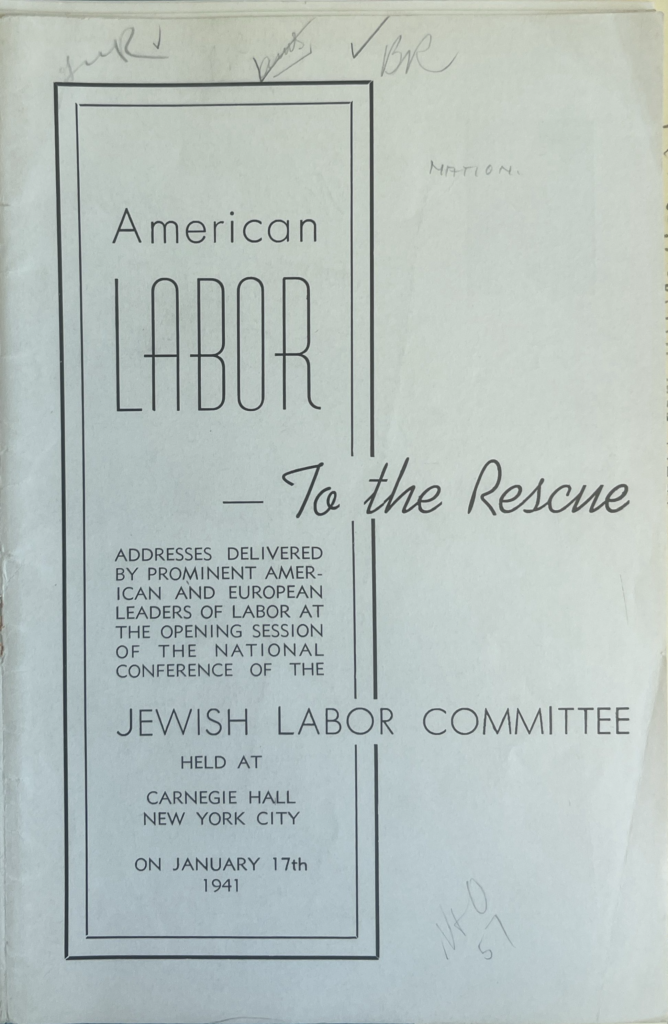 BR
MATION.
American
LABOR
— To the Rescue
ADDRESSES DELIVERED
BY PROMINENT AMER-
ICAN AND EUROPEAN
LEADERS OF LABOR AT
THE OPENING SESSION
OF THE NATIONAL
CONFERENCE OF THE
JEWISH LABOR COMMITTEE
HELD AT
CARNEGIE HALL
NEW YORK CITY
ON JANUARY 17th
1941
57